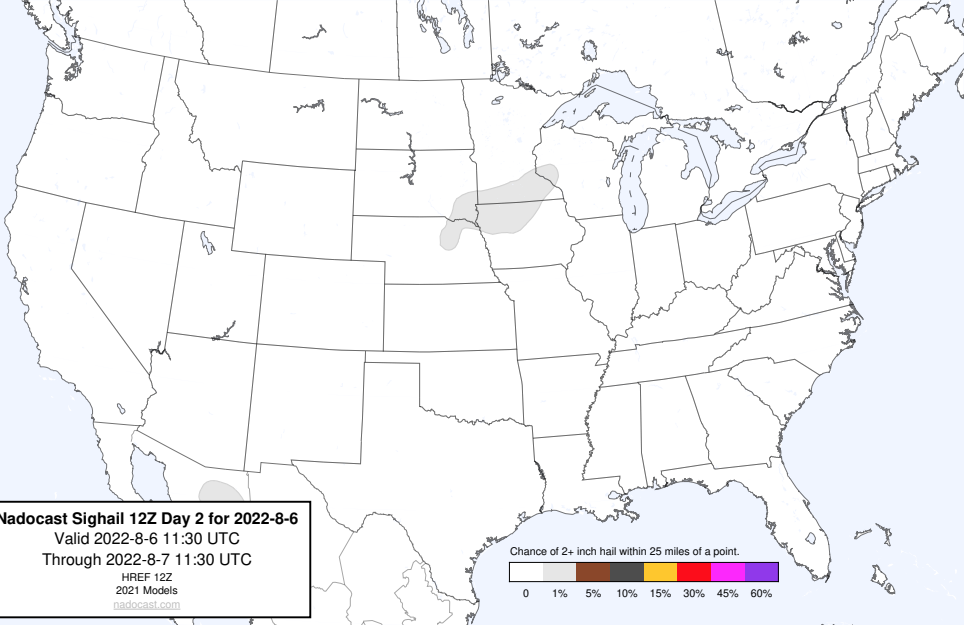 Nadocast Sighail 12Z Day 2 for 2022-8-6
Valid 2022-8-6 11:30 UTC
Through 2022-8-7 11:30 UTC
HREF 12Z
2021 Models
nadocast.com
Chance of 2+ inch hail within 25 miles of a point.
0 1% 5% 10% 15% 30% 45% 60%